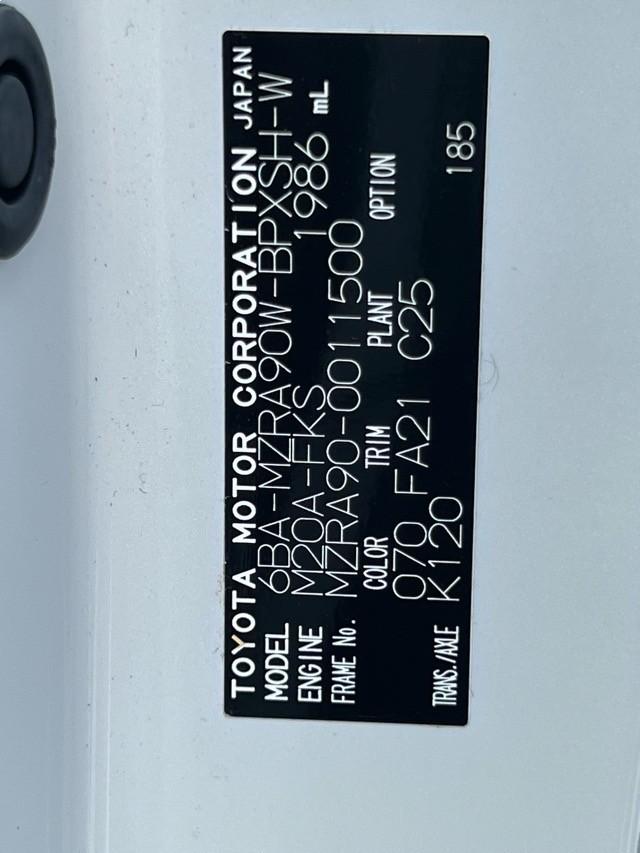 TOYOTA MOTOR CORPORATION JAPAN
MODEL 6BA-MZRA90W-BPXSH-W
ENGINE M20A-FKS 1986 mL
FRAME No. MZRA90-0011500
COLOR TRIM PLANT OPTION
070 FA21 C25
TRANS./AXLE K120 185